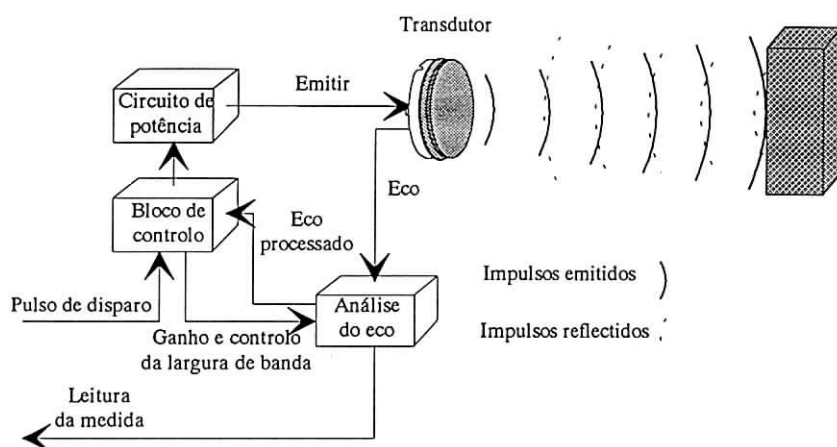 Transdutor
Emitir
Circuito de
potência
Eco
Bloco de
controlo
Eco
processado
Impulsos emitidos
Pulso de disparo
Análise
do eco
Impulsos reflectidos
Ganho e controlo
da largura de banda
Leitura
da medida